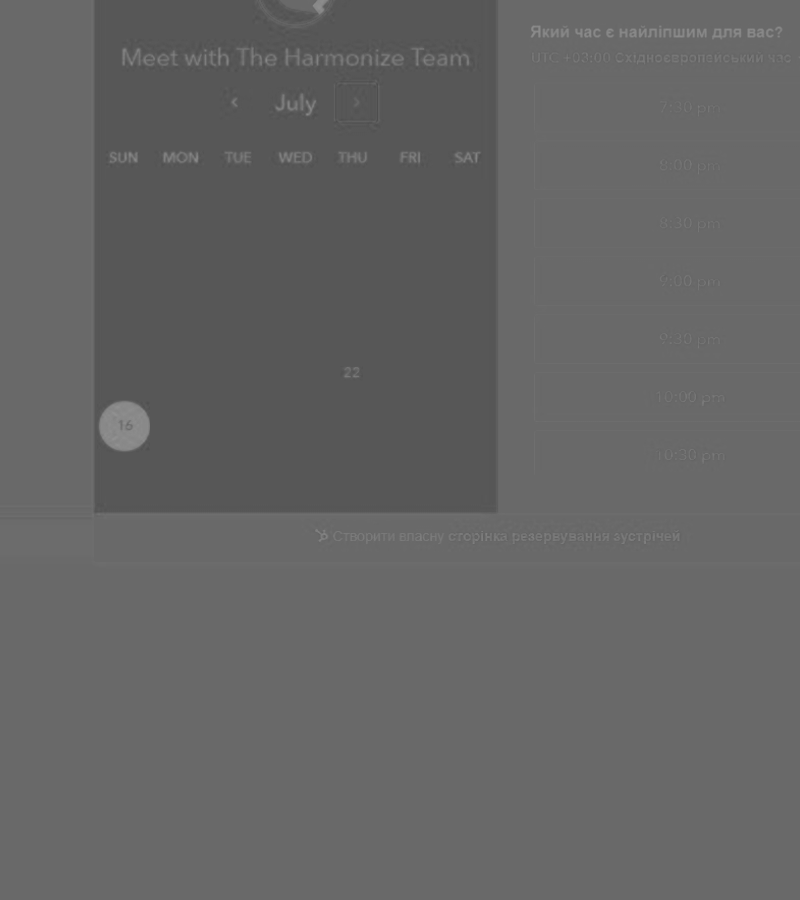 Meet with The Harmonize Team
‹ July ›
SUN MON TUE WED THU FRI SAT
22
16
Який час є найліпшим для вас?
UTC +03:00 Східноєвропейський час
7:30 pm
8:00 pm
8:30 pm
9:00 pm
9:30 pm
10:00 pm
10:30 pm
Створити власну сторінка резервування зустрічей